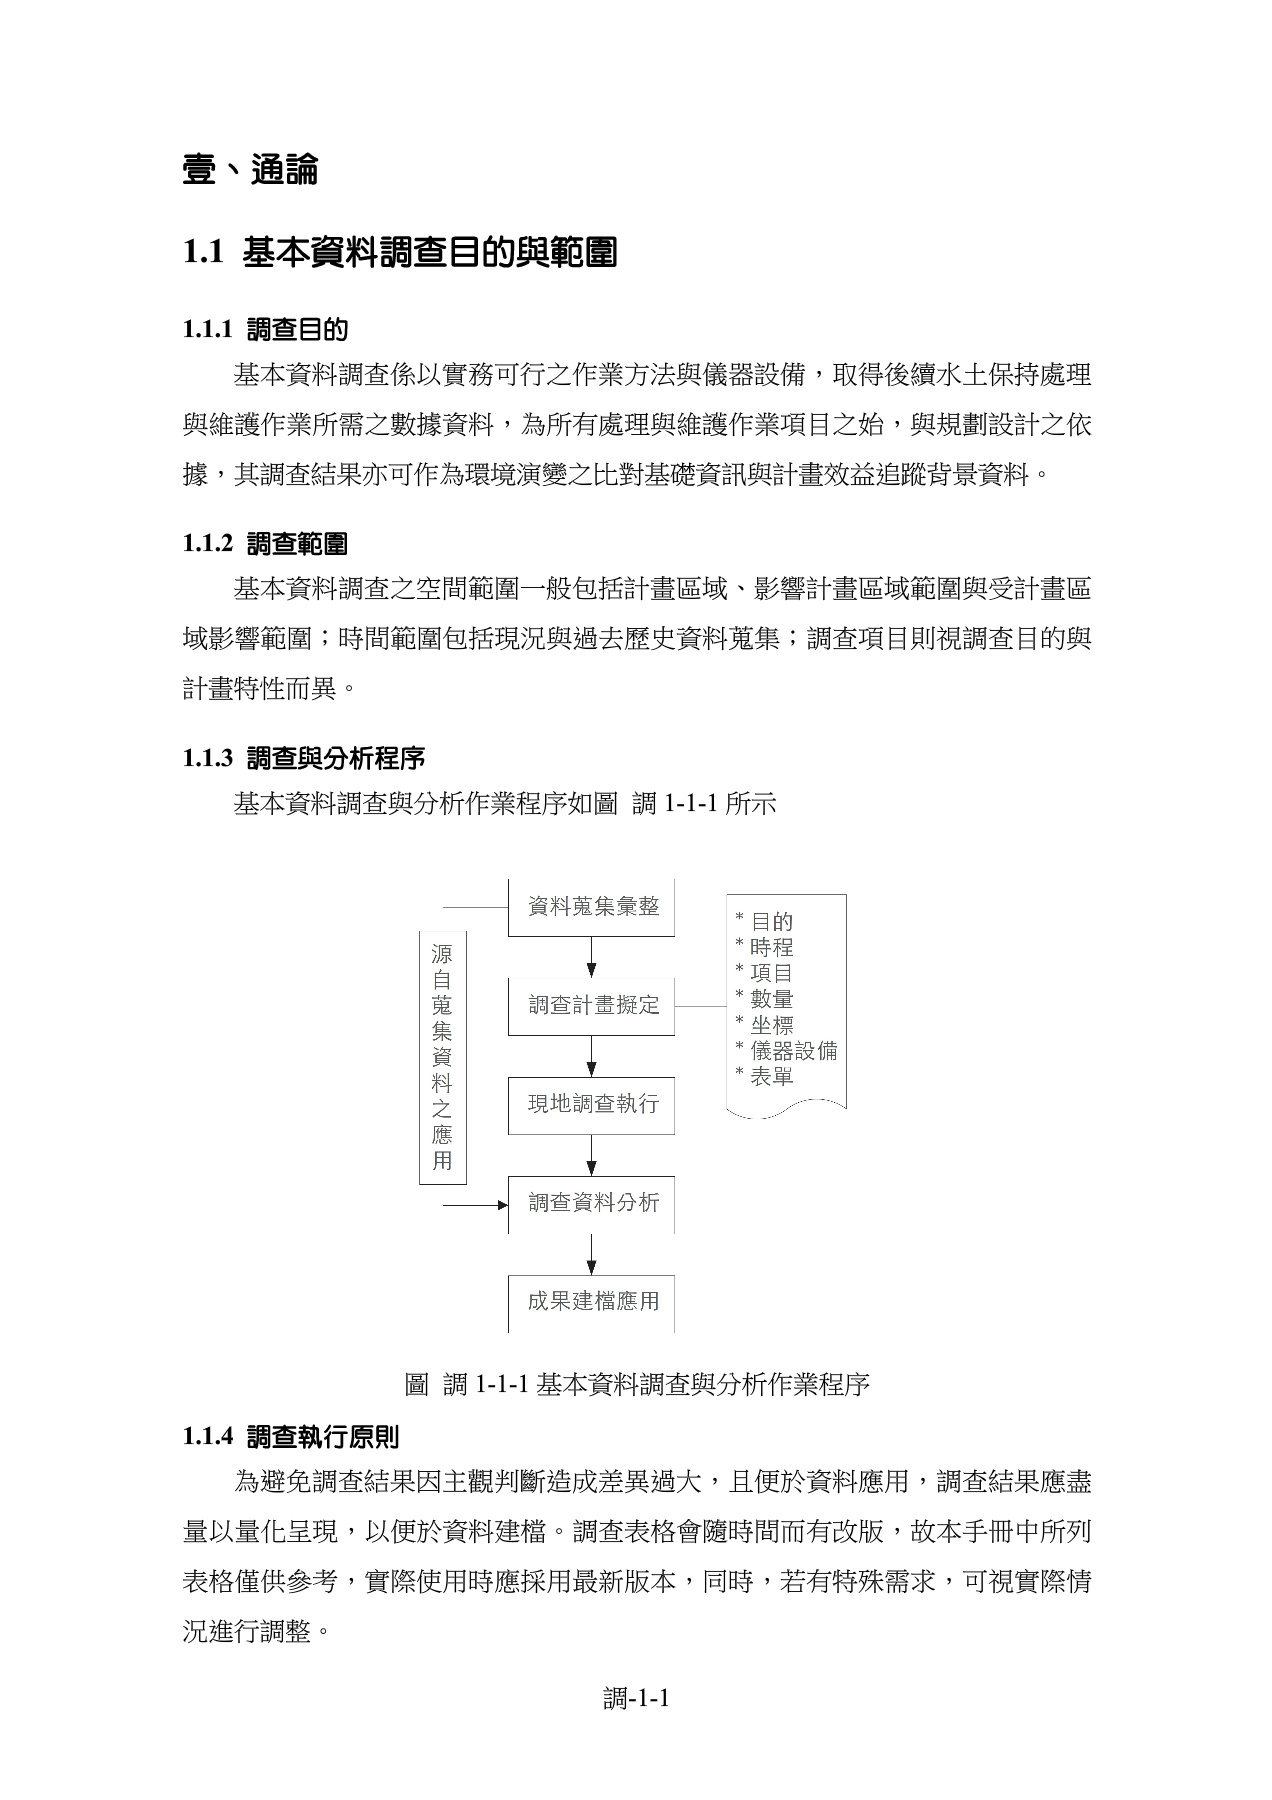 壹、通論
1.1 基本資料調查目的與範圍
1.1.1 調查目的
基本資料調查係以實務可行之作業方法與儀器設備，取得後續水土保持處理
與維護作業所需之數據資料，為所有處理與維護作業項目之始，與規劃設計之依
據，其調查結果亦可作為環境演變之比對基礎資訊與計畫效益追蹤背景資料。
1.1.2 調查範圍
基本資料調查之空間範圍一般包括計畫區域、影響計畫區域範圍與受計畫區
域影響範圍；時間範圍包括現況與過去歷史資料蒐集；調查項目則視調查目的與
計畫特性而異。
1.1.3 調查與分析程序
基本資料調查與分析作業程序如圖 調 1-1-1 所示
資料蒐集彙整
源自蒐集資料之應用
調查計畫擬定
* 目的
* 時程
* 項目
* 數量
* 坐標
* 儀器設備
* 表單
現地調查執行
調查資料分析
成果建檔應用
圖 調 1-1-1 基本資料調查與分析作業程序
1.1.4 調查執行原則
為避免調查結果因主觀判斷造成差異過大，且便於資料應用，調查結果應盡
量以量化呈現，以便於資料建檔。調查表格會隨時間而有改版，故本手冊中所列
表格僅供參考，實際使用時應採用最新版本，同時，若有特殊需求，可視實際情
況進行調整。
調-1-1